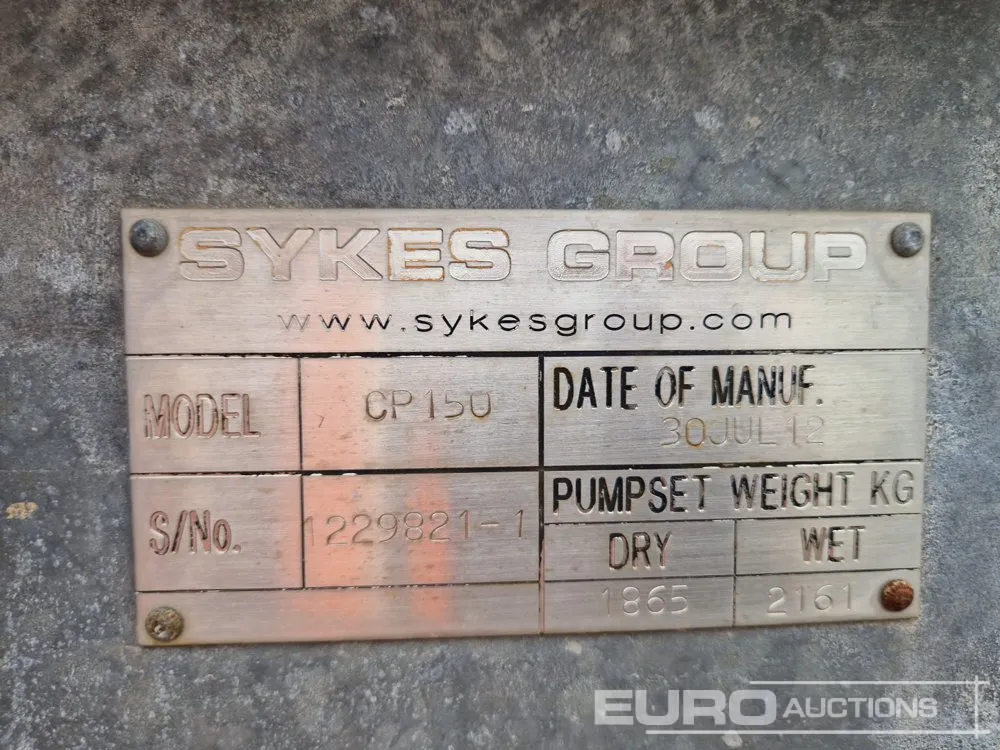 SYKES GROUP
www.sykesgroup.com
MODEL CP150
DATE OF MANUF.
30JUL12
S/No. 1229821-1
PUMPSET WEIGHT KG
DRY WET
1865 2161
EURO AUCTIONS